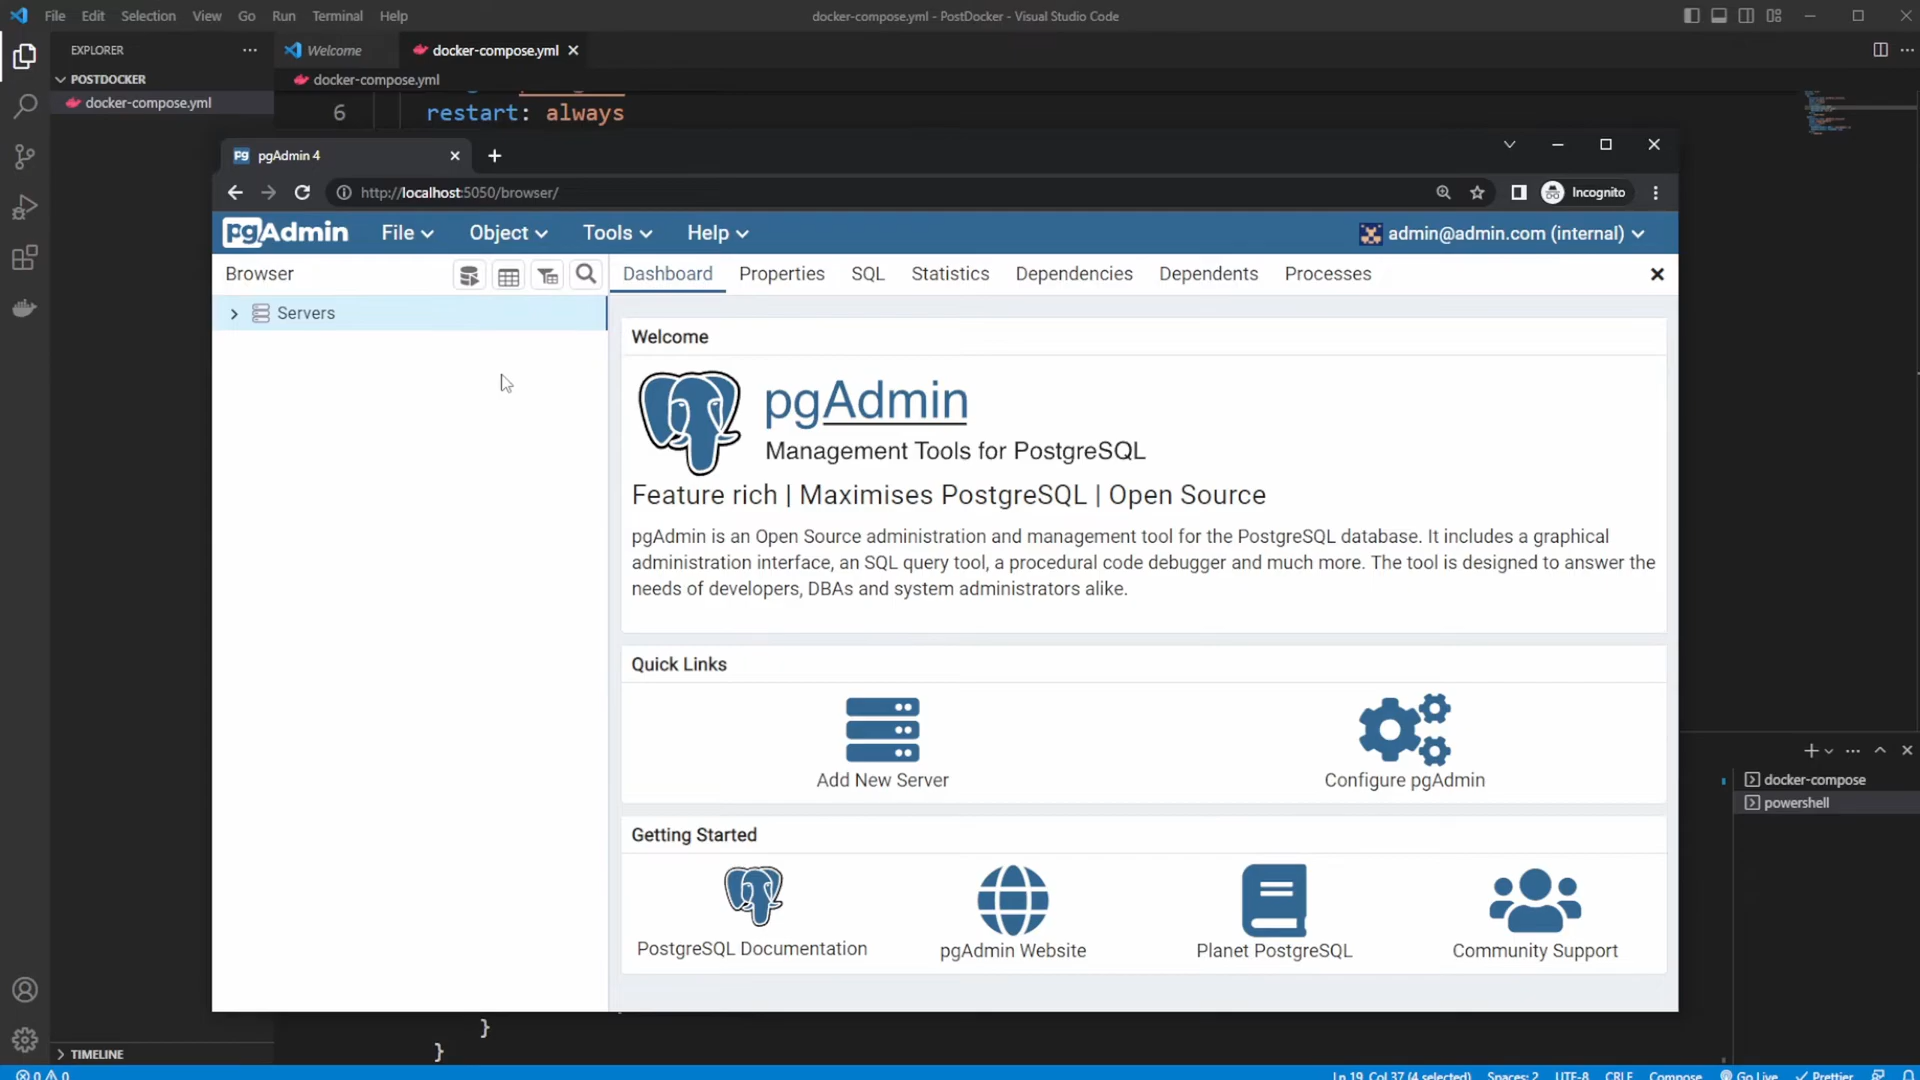 File Edit Selection View Go Run Terminal Help
docker-compose.yml - PostDocker - Visual Studio Code
EXPLORER
Welcome
docker-compose.yml
POSTDOCKER
docker-compose.yml
docker-compose.yml
6 restart: always
pgAdmin 4
http://localhost:5050/browser/
Incognito
pgAdmin File Object Tools Help
admin@admin.com (internal)
Browser
Dashboard Properties SQL Statistics Dependencies Dependents Processes
Servers
Welcome
pgAdmin
Management Tools for PostgreSQL
Feature rich | Maximises PostgreSQL | Open Source
pgAdmin is an Open Source administration and management tool for the PostgreSQL database. It includes a graphical
administration interface, an SQL query tool, a procedural code debugger and much more. The tool is designed to answer the
needs of developers, DBAs and system administrators alike.
Quick Links
Add New Server
Configure pgAdmin
Getting Started
PostgreSQL Documentation
pgAdmin Website
Planet PostgreSQL
Community Support
docker-compose
powershell
}
}
TIMELINE
0 0
Ln 19, Col 37 (4 selected) Spaces: 2 UTF-8 CRLF Compose Go Live Prettier